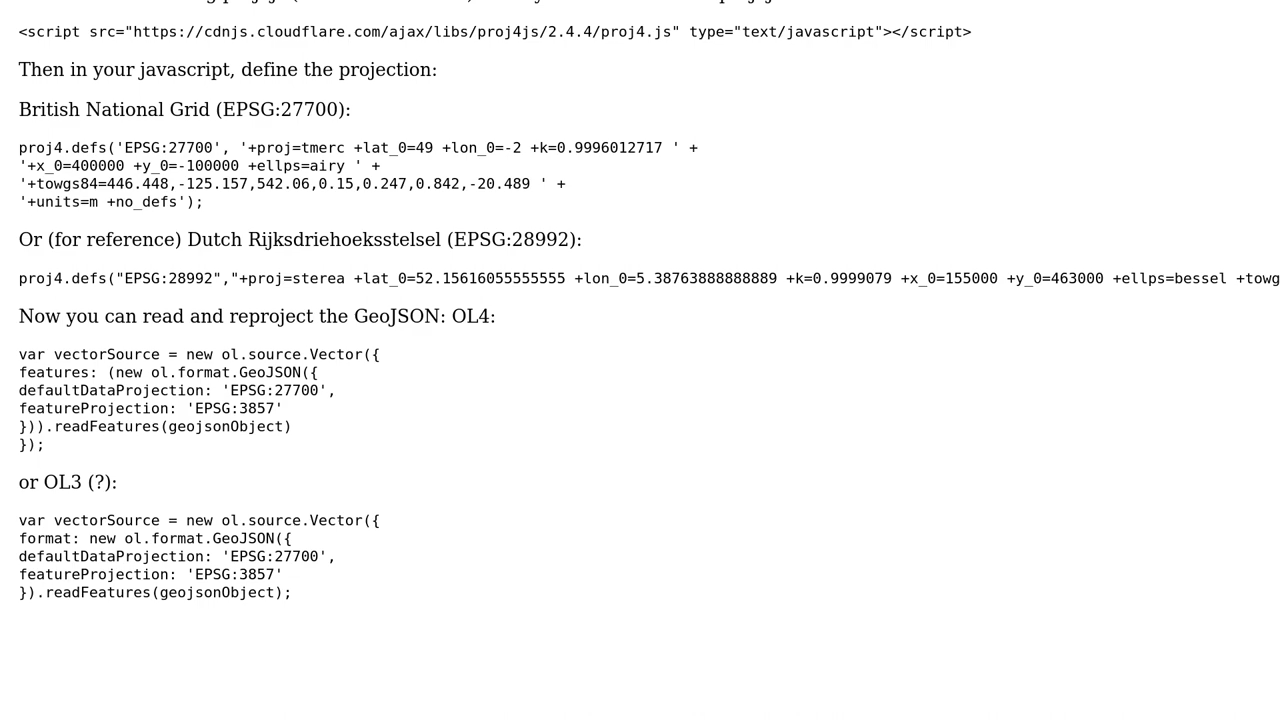 <script src="https://cdnjs.cloudflare.com/ajax/libs/proj4js/2.4.4/proj4.js" type="text/javascript"></script>
Then in your javascript, define the projection:
British National Grid (EPSG:27700):
proj4.defs('EPSG:27700', '+proj=tmerc +lat_0=49 +lon_0=-2 +k=0.9996012717 ' +
'+x_0=400000 +y_0=-100000 +ellps=airy ' +
'+towgs84=446.448,-125.157,542.06,0.15,0.247,0.842,-20.489 ' +
'+units=m +no_defs');
Or (for reference) Dutch Rijksdriehoeksstelsel (EPSG:28992):
proj4.defs("EPSG:28992","+proj=sterea +lat_0=52.15616055555555 +lon_0=5.38763888888889 +k=0.9999079 +x_0=155000 +y_0=463000 +ellps=bessel +towg
Now you can read and reproject the GeoJSON: OL4:
var vectorSource = new ol.source.Vector({
features: (new ol.format.GeoJSON({
defaultDataProjection: 'EPSG:27700',
featureProjection: 'EPSG:3857'
})).readFeatures(geojsonObject)
});
or OL3 (?):
var vectorSource = new ol.source.Vector({
format: new ol.format.GeoJSON({
defaultDataProjection: 'EPSG:27700',
featureProjection: 'EPSG:3857'
}).readFeatures(geojsonObject);